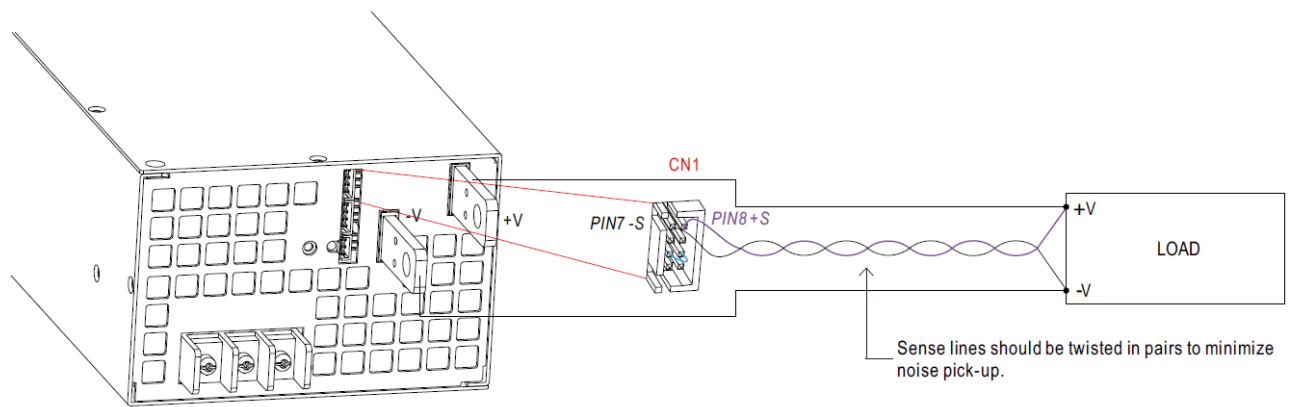 CN1
-V
+V
PIN7 -S
PIN8 +S
+V
LOAD
-V
Sense lines should be twisted in pairs to minimize
noise pick-up.